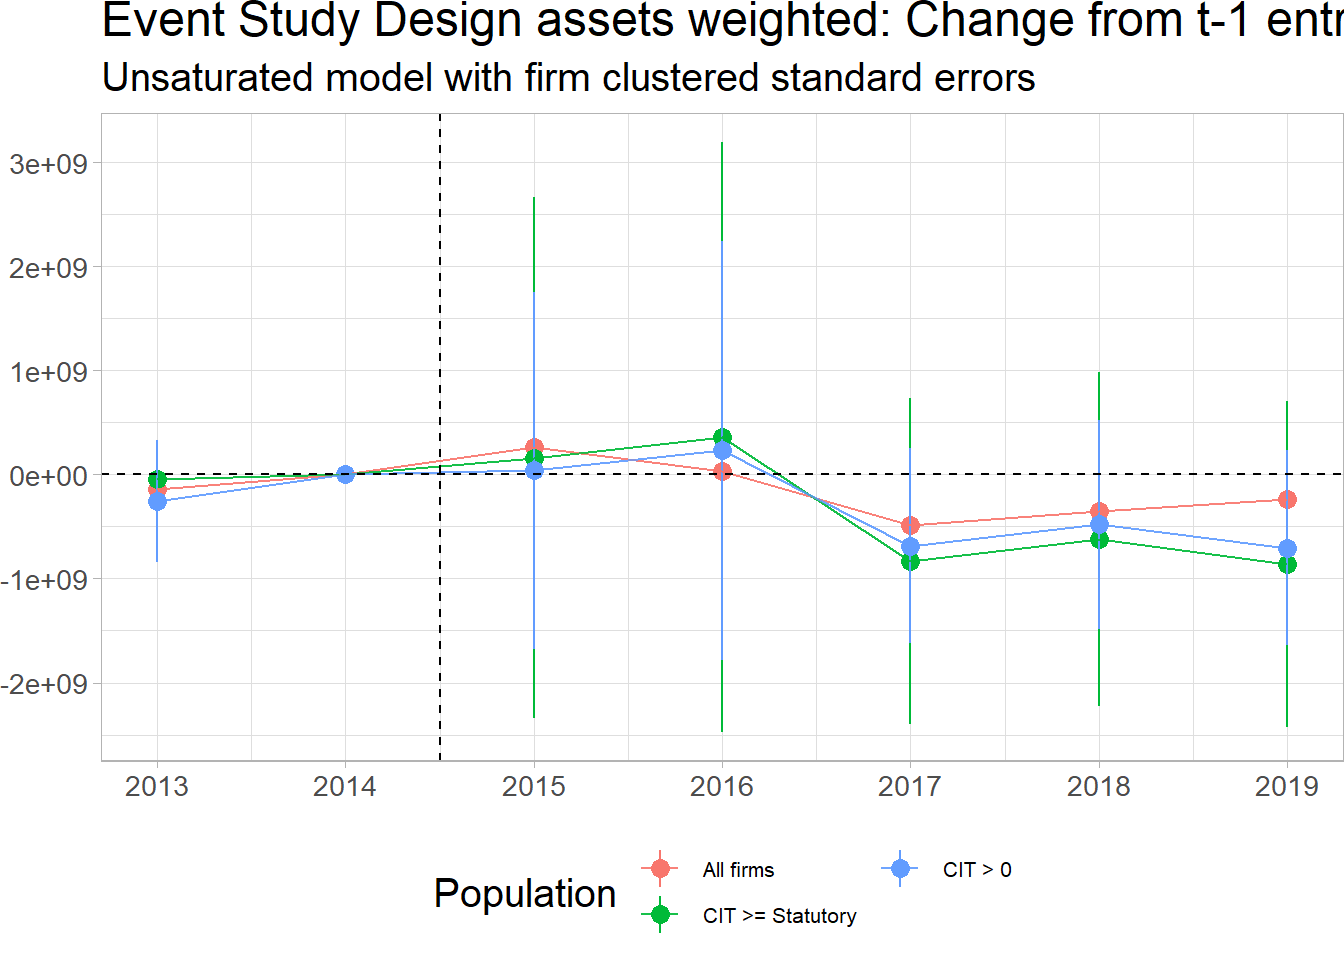 Event Study Design assets weighted: Change from t-1 entr
Unsaturated model with firm clustered standard errors
3e+09
2e+09
1e+09
0e+00
-1e+09
-2e+09
2013 2014 2015 2016 2017 2018 2019
Population
All firms
CIT >= Statutory
CIT > 0